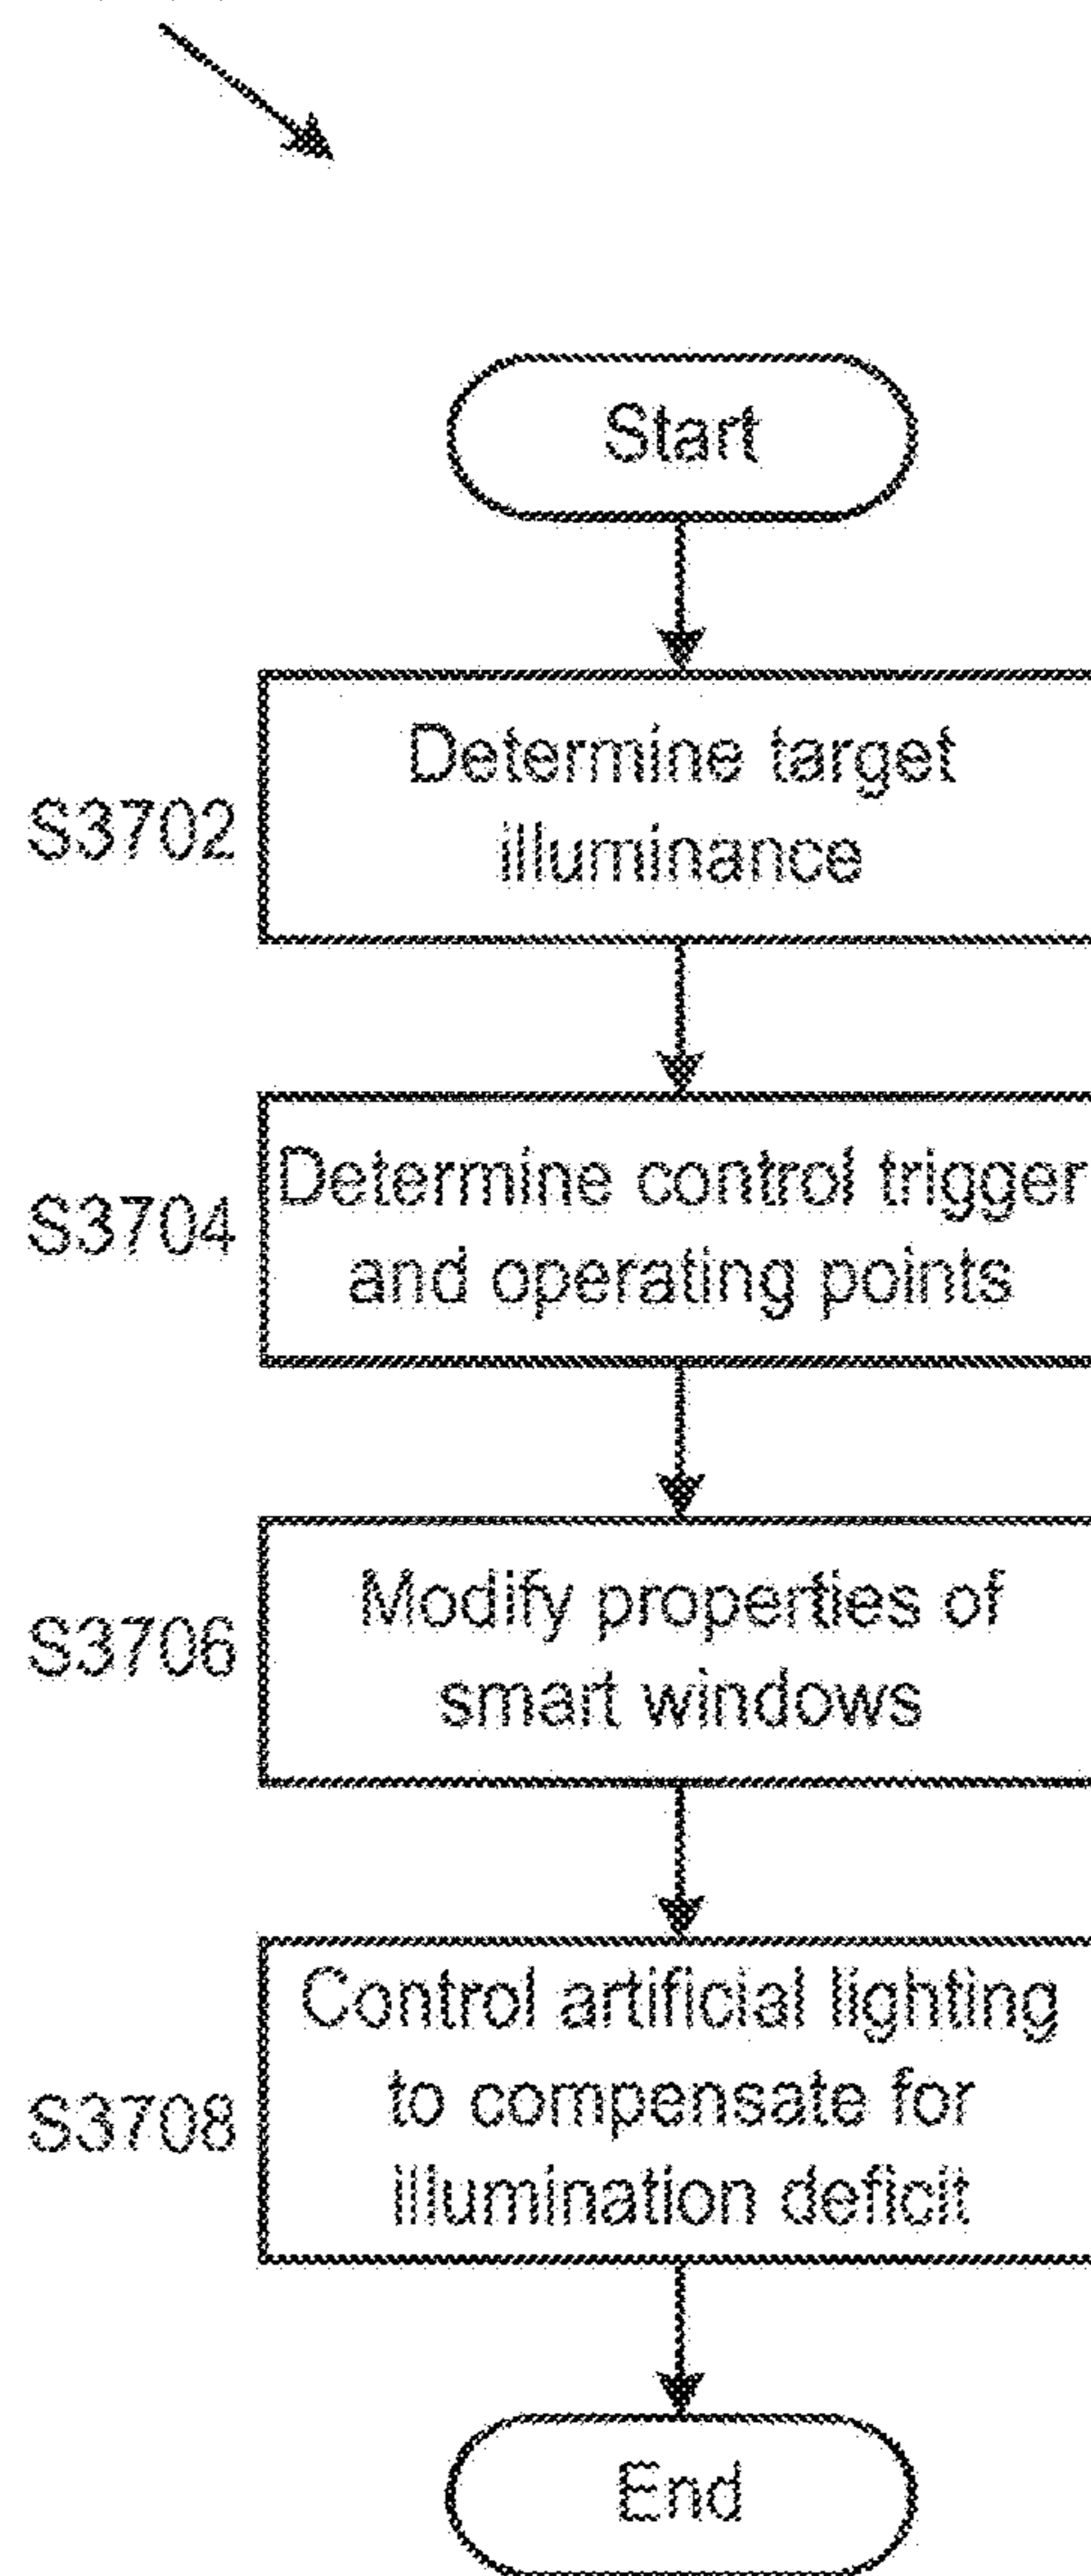 Start
Determine target
illuminance
S3702
Determine control trigger
and operating points
S3704
Modify properties of
smart windows
S3706
Control artificial lighting
to compensate for
illumination deficit
S3708
End